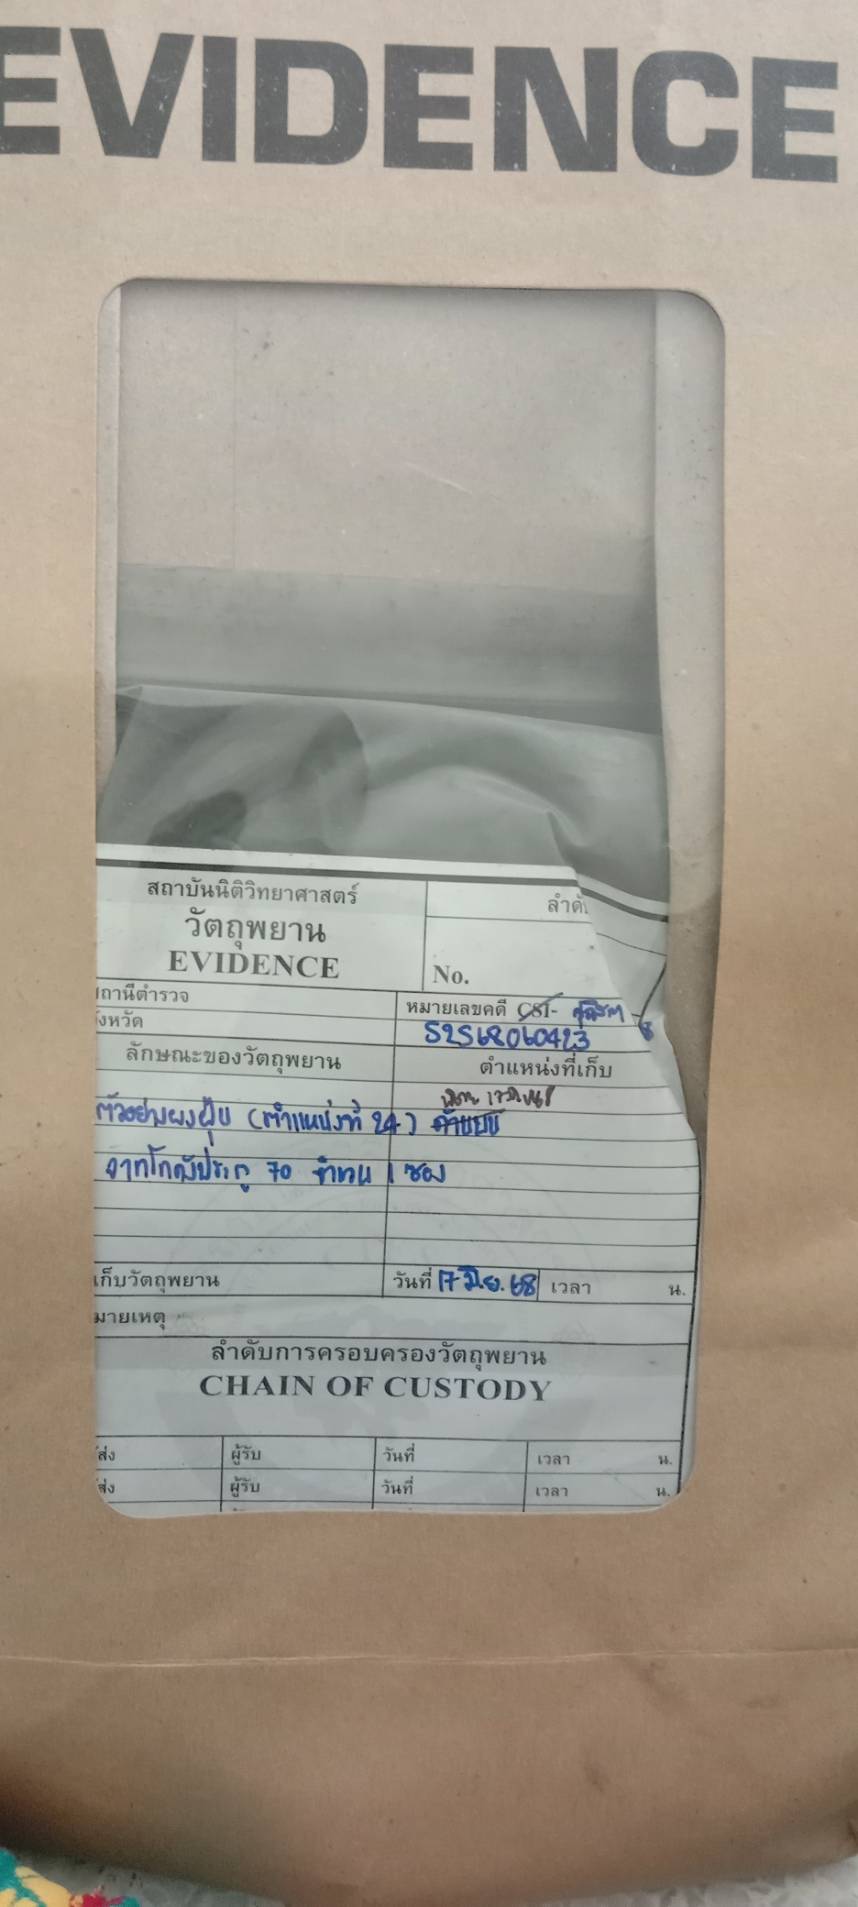 EVIDENCE
สถาบันนิติวิทยาศาสตร์
วัตถุพยาน
EVIDENCE
ลำดั
No.
ถานีตำรวจ
หมายเลขคดี CSI-
งหวัด
S2568060423
ลักษณะของวัตถุพยาน
ตำแหน่งที่เก็บ
ตัวอย่างผงฝุ่น (ตำแหน่งที่ 24)
จากโกดังประตู 70 จำนวน 1 ซอง
เก็บวัตถุพยาน
วันที่ 17 มิ.ย. 68 เวลา น.
มายเหตุ
ลำดับการครอบครองวัตถุพยาน
CHAIN OF CUSTODY
ส่ง ผู้รับ วันที่ เวลา น.
ส่ง ผู้รับ วันที่ เวลา น.